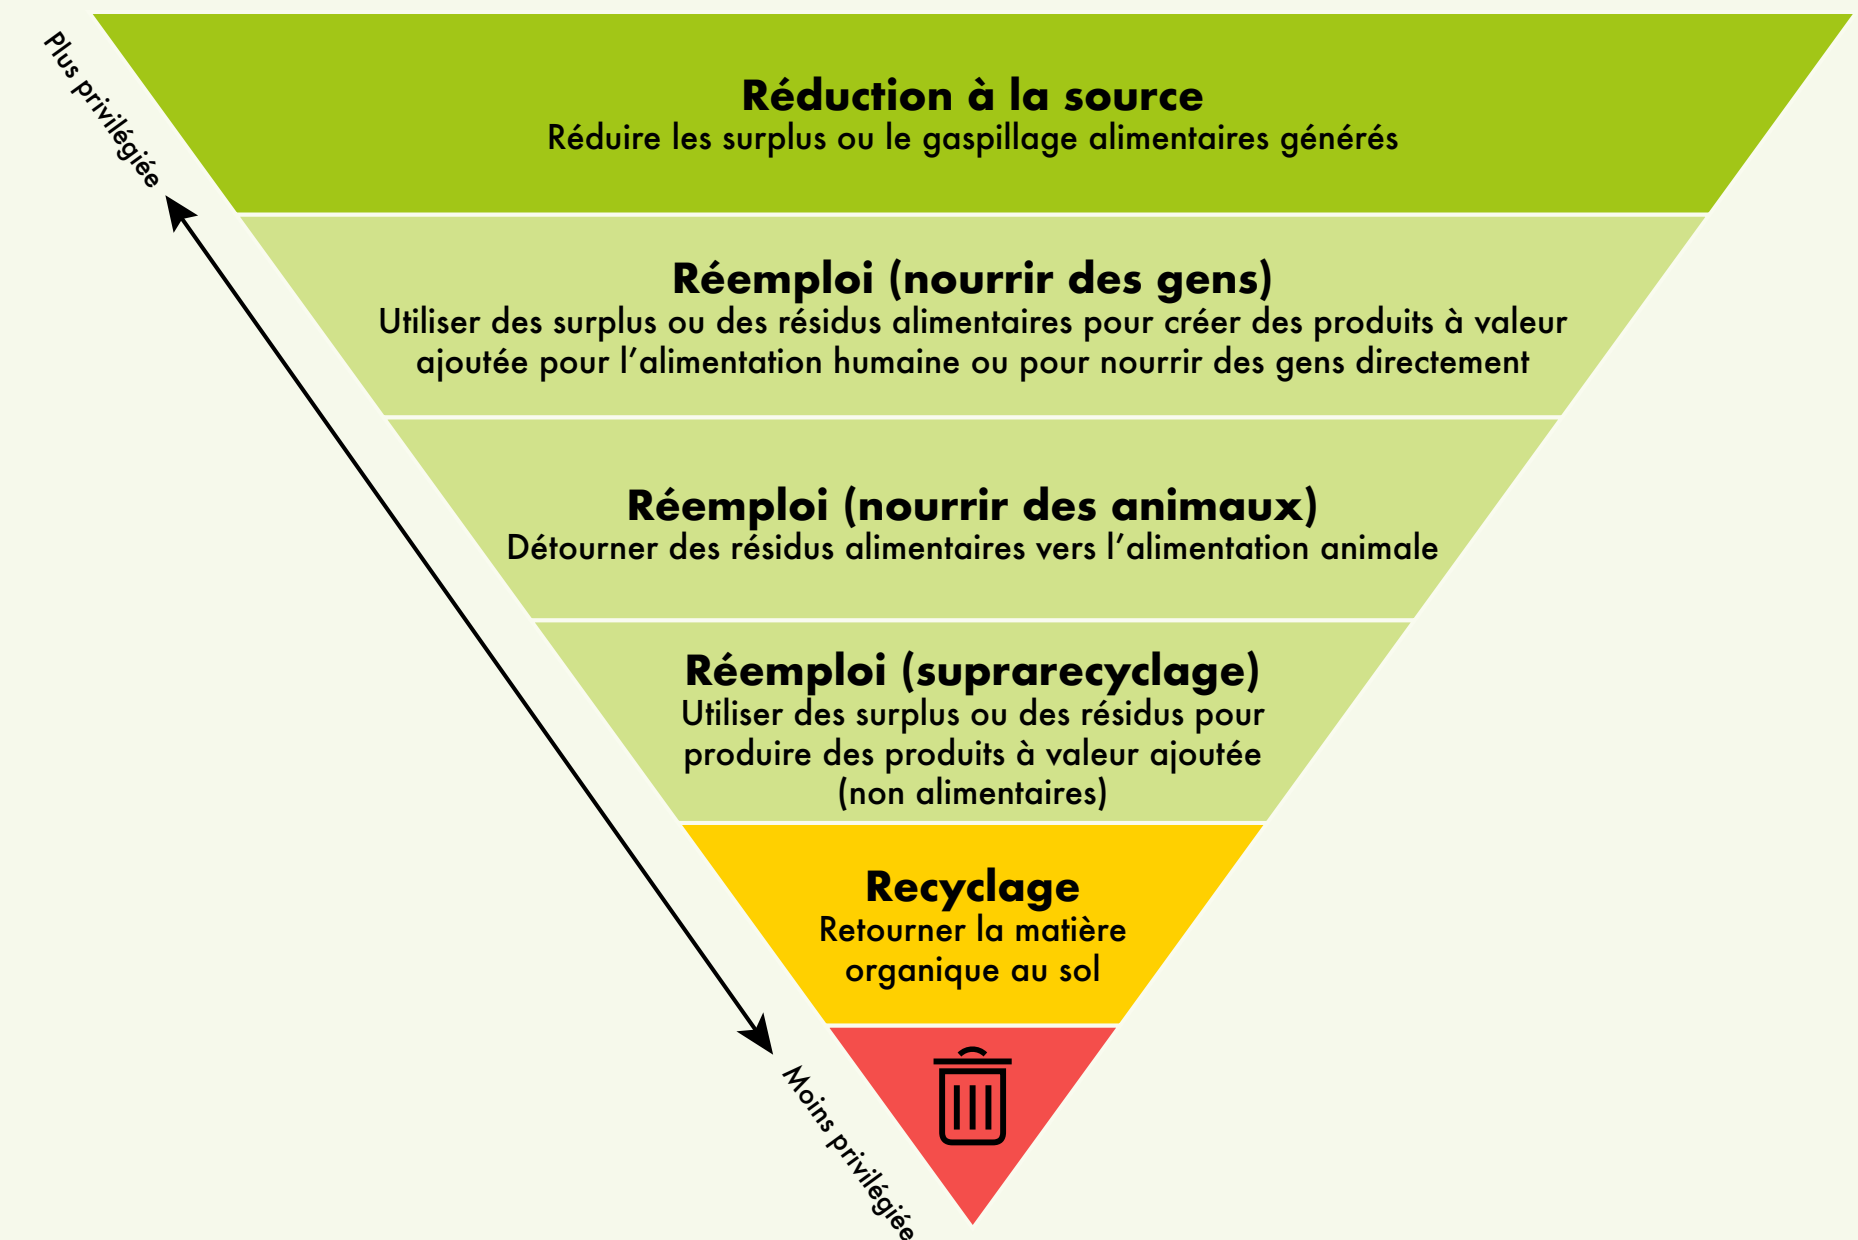 Plus privilégiée
Réduction à la source
Réduire les surplus ou le gaspillage alimentaires générés
Réemploi (nourrir des gens)
Utiliser des surplus ou des résidus alimentaires pour créer des produits à valeur
ajoutée pour l’alimentation humaine ou pour nourrir des gens directement
Réemploi (nourrir des animaux)
Détourner des résidus alimentaires vers l’alimentation animale
Réemploi (suprarecyclage)
Utiliser des surplus ou des résidus pour
produire des produits à valeur ajoutée
(non alimentaires)
Recyclage
Retourner la matière
organique au sol
Moins privilégiée